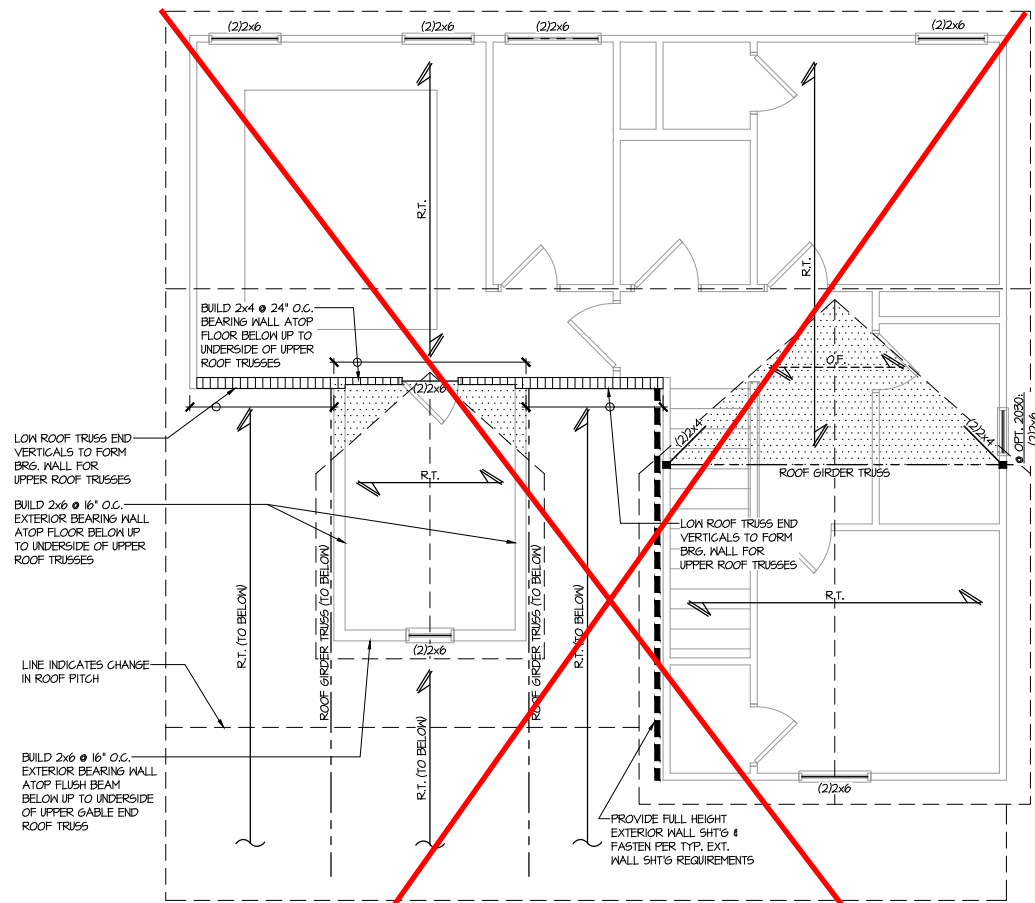 (2)2x6
(2)2x6
(2)2x6
(2)2x6
R.T.
R.T.
BUILD 2x4 @ 24" O.C.
BEARING WALL ATOP
FLOOR BELOW UP TO
UNDERSIDE OF UPPER
ROOF TRUSSES
O.F.
(2)2x6
(2)2x4
(2)2x4
@ OPT. 2030:
(2)2x6
LOW ROOF TRUSS END
VERTICALS TO FORM
BRG. WALL FOR
UPPER ROOF TRUSSES
R.T.
ROOF GIRDER TRUSS
BUILD 2x6 @ 16" O.C.
EXTERIOR BEARING WALL
ATOP FLOOR BELOW UP
TO UNDERSIDE OF UPPER
ROOF TRUSSES
LOW ROOF TRUSS END
VERTICALS TO FORM
BRG. WALL FOR
UPPER ROOF TRUSSES
R.T. (TO BELOW)
ROOF GIRDER TRUSS (TO BELOW)
ROOF GIRDER TRUSS (TO BELOW)
R.T. (TO BELOW)
R.T.
(2)2x6
LINE INDICATES CHANGE
IN ROOF PITCH
R.T. (TO BELOW)
BUILD 2x6 @ 16" O.C.
EXTERIOR BEARING WALL
ATOP FLUSH BEAM
BELOW UP TO UNDERSIDE
OF UPPER GABLE END
ROOF TRUSS
(2)2x6
PROVIDE FULL HEIGHT
EXTERIOR WALL SHT'G &
FASTEN PER TYP. EXT.
WALL SHT'G REQUIREMENTS